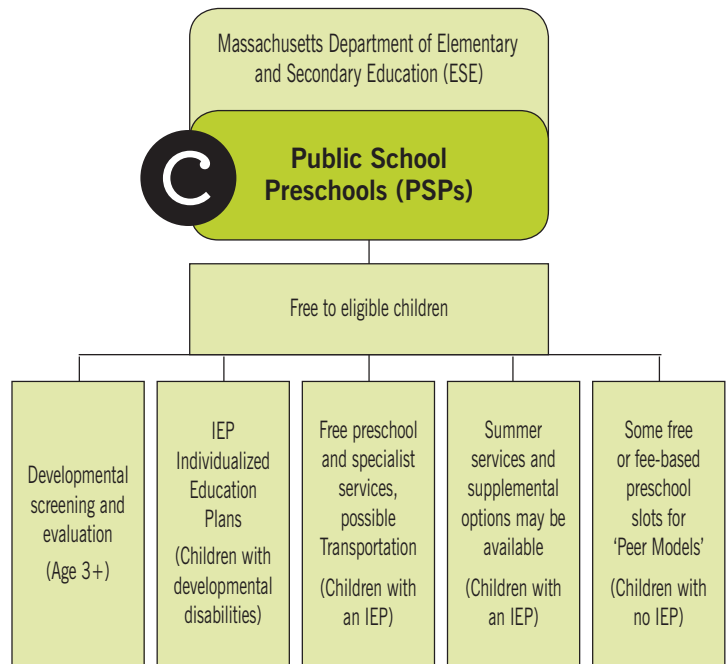 Massachusetts Department of Elementary
and Secondary Education (ESE)
C
Public School
Preschools (PSPs)
Free to eligible children
Developmental
screening and
evaluation
(Age 3+)
IEP
Individualized
Education
Plans
(Children with
developmental
disabilities)
Free preschool
and specialist
services,
possible
Transportation
(Children with
an IEP)
Summer
services and
supplemental
options may be
available
(Children with
an IEP)
Some free
or fee-based
preschool
slots for
‘Peer Models’
(Children with
no IEP)